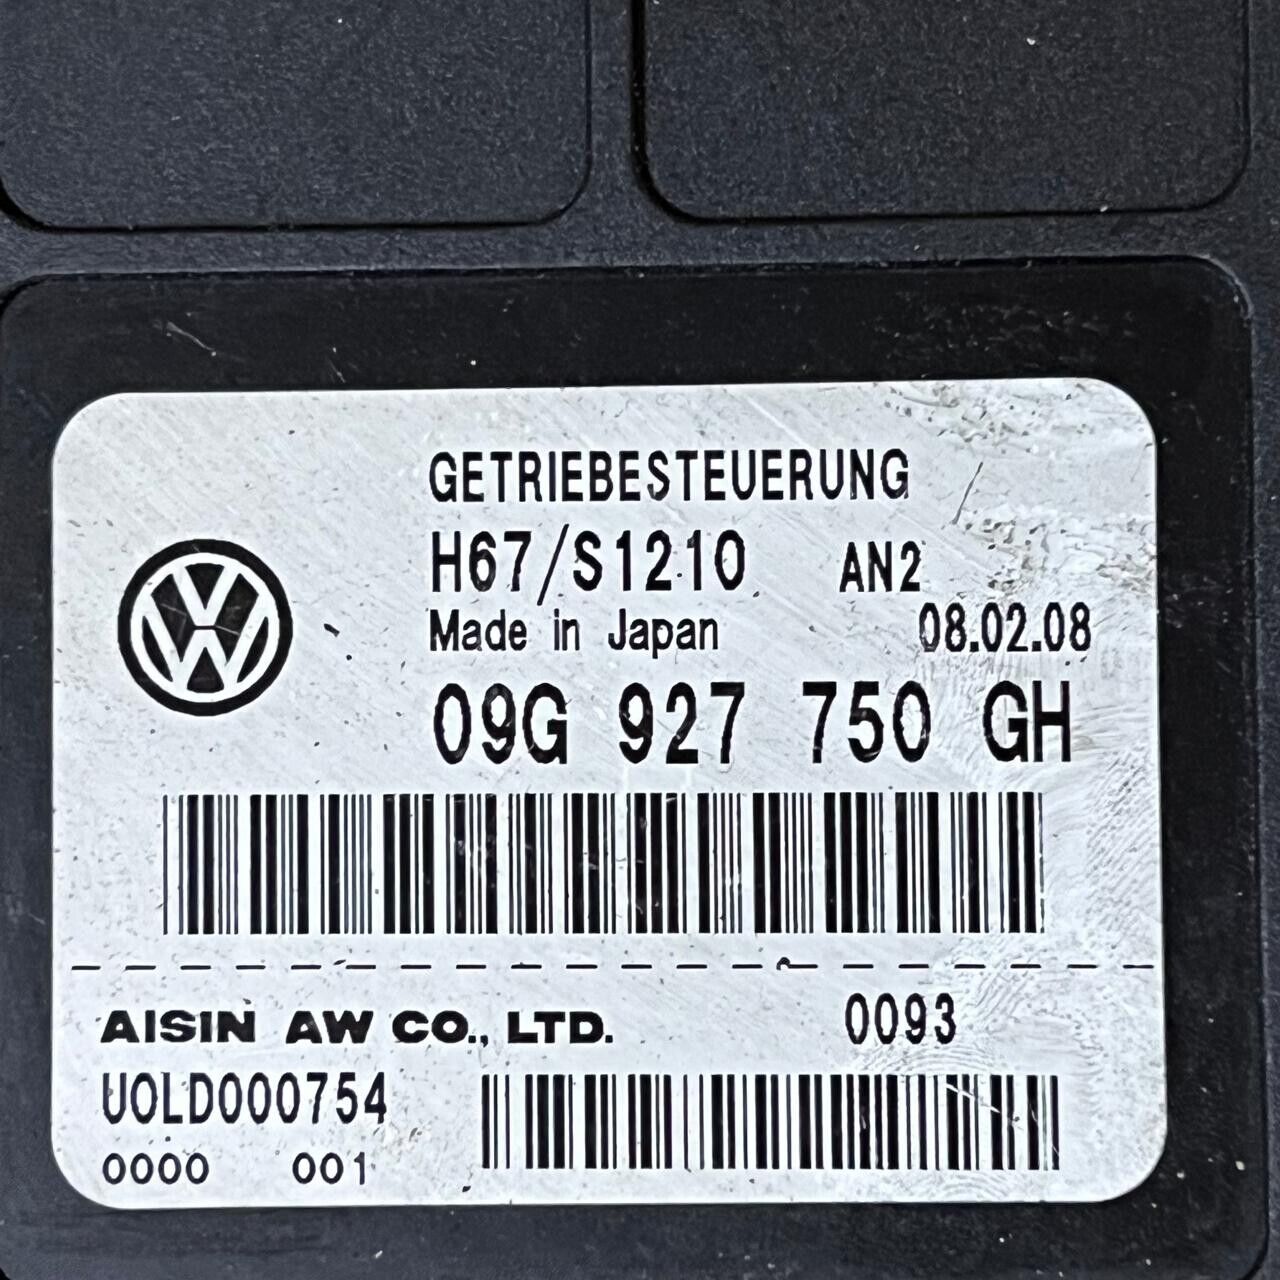 GETRIEBESTEUERUNG
H67/S1210 AN2
Made in Japan 08.02.08
09G 927 750 GH
AISIN AW CO., LTD. 0093
UOLD000754
0000 001